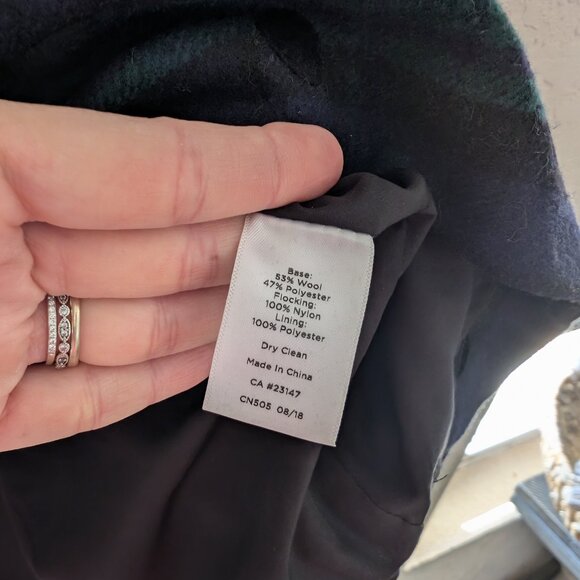 Base:
53% Wool
47% Polyester
Flocking:
100% Nylon
Lining:
100% Polyester
Dry Clean
Made In China
CA #23147
CN505 08/18